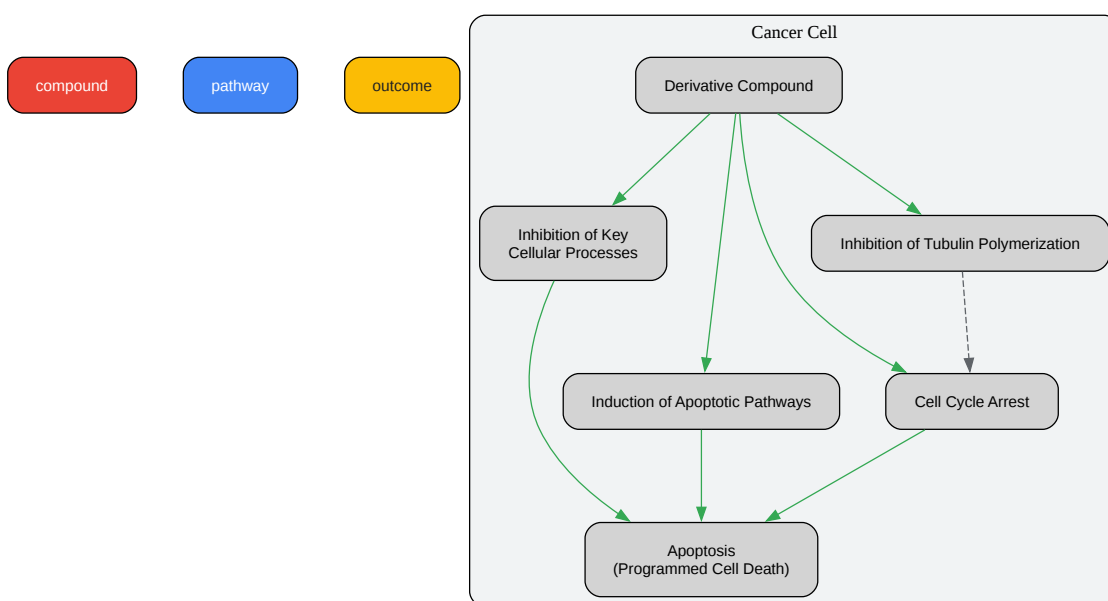 Cancer Cell
compound
pathway
outcome
Derivative Compound
Inhibition of Key
Cellular Processes
Inhibition of Tubulin Polymerization
Induction of Apoptotic Pathways
Cell Cycle Arrest
Apoptosis
(Programmed Cell Death)